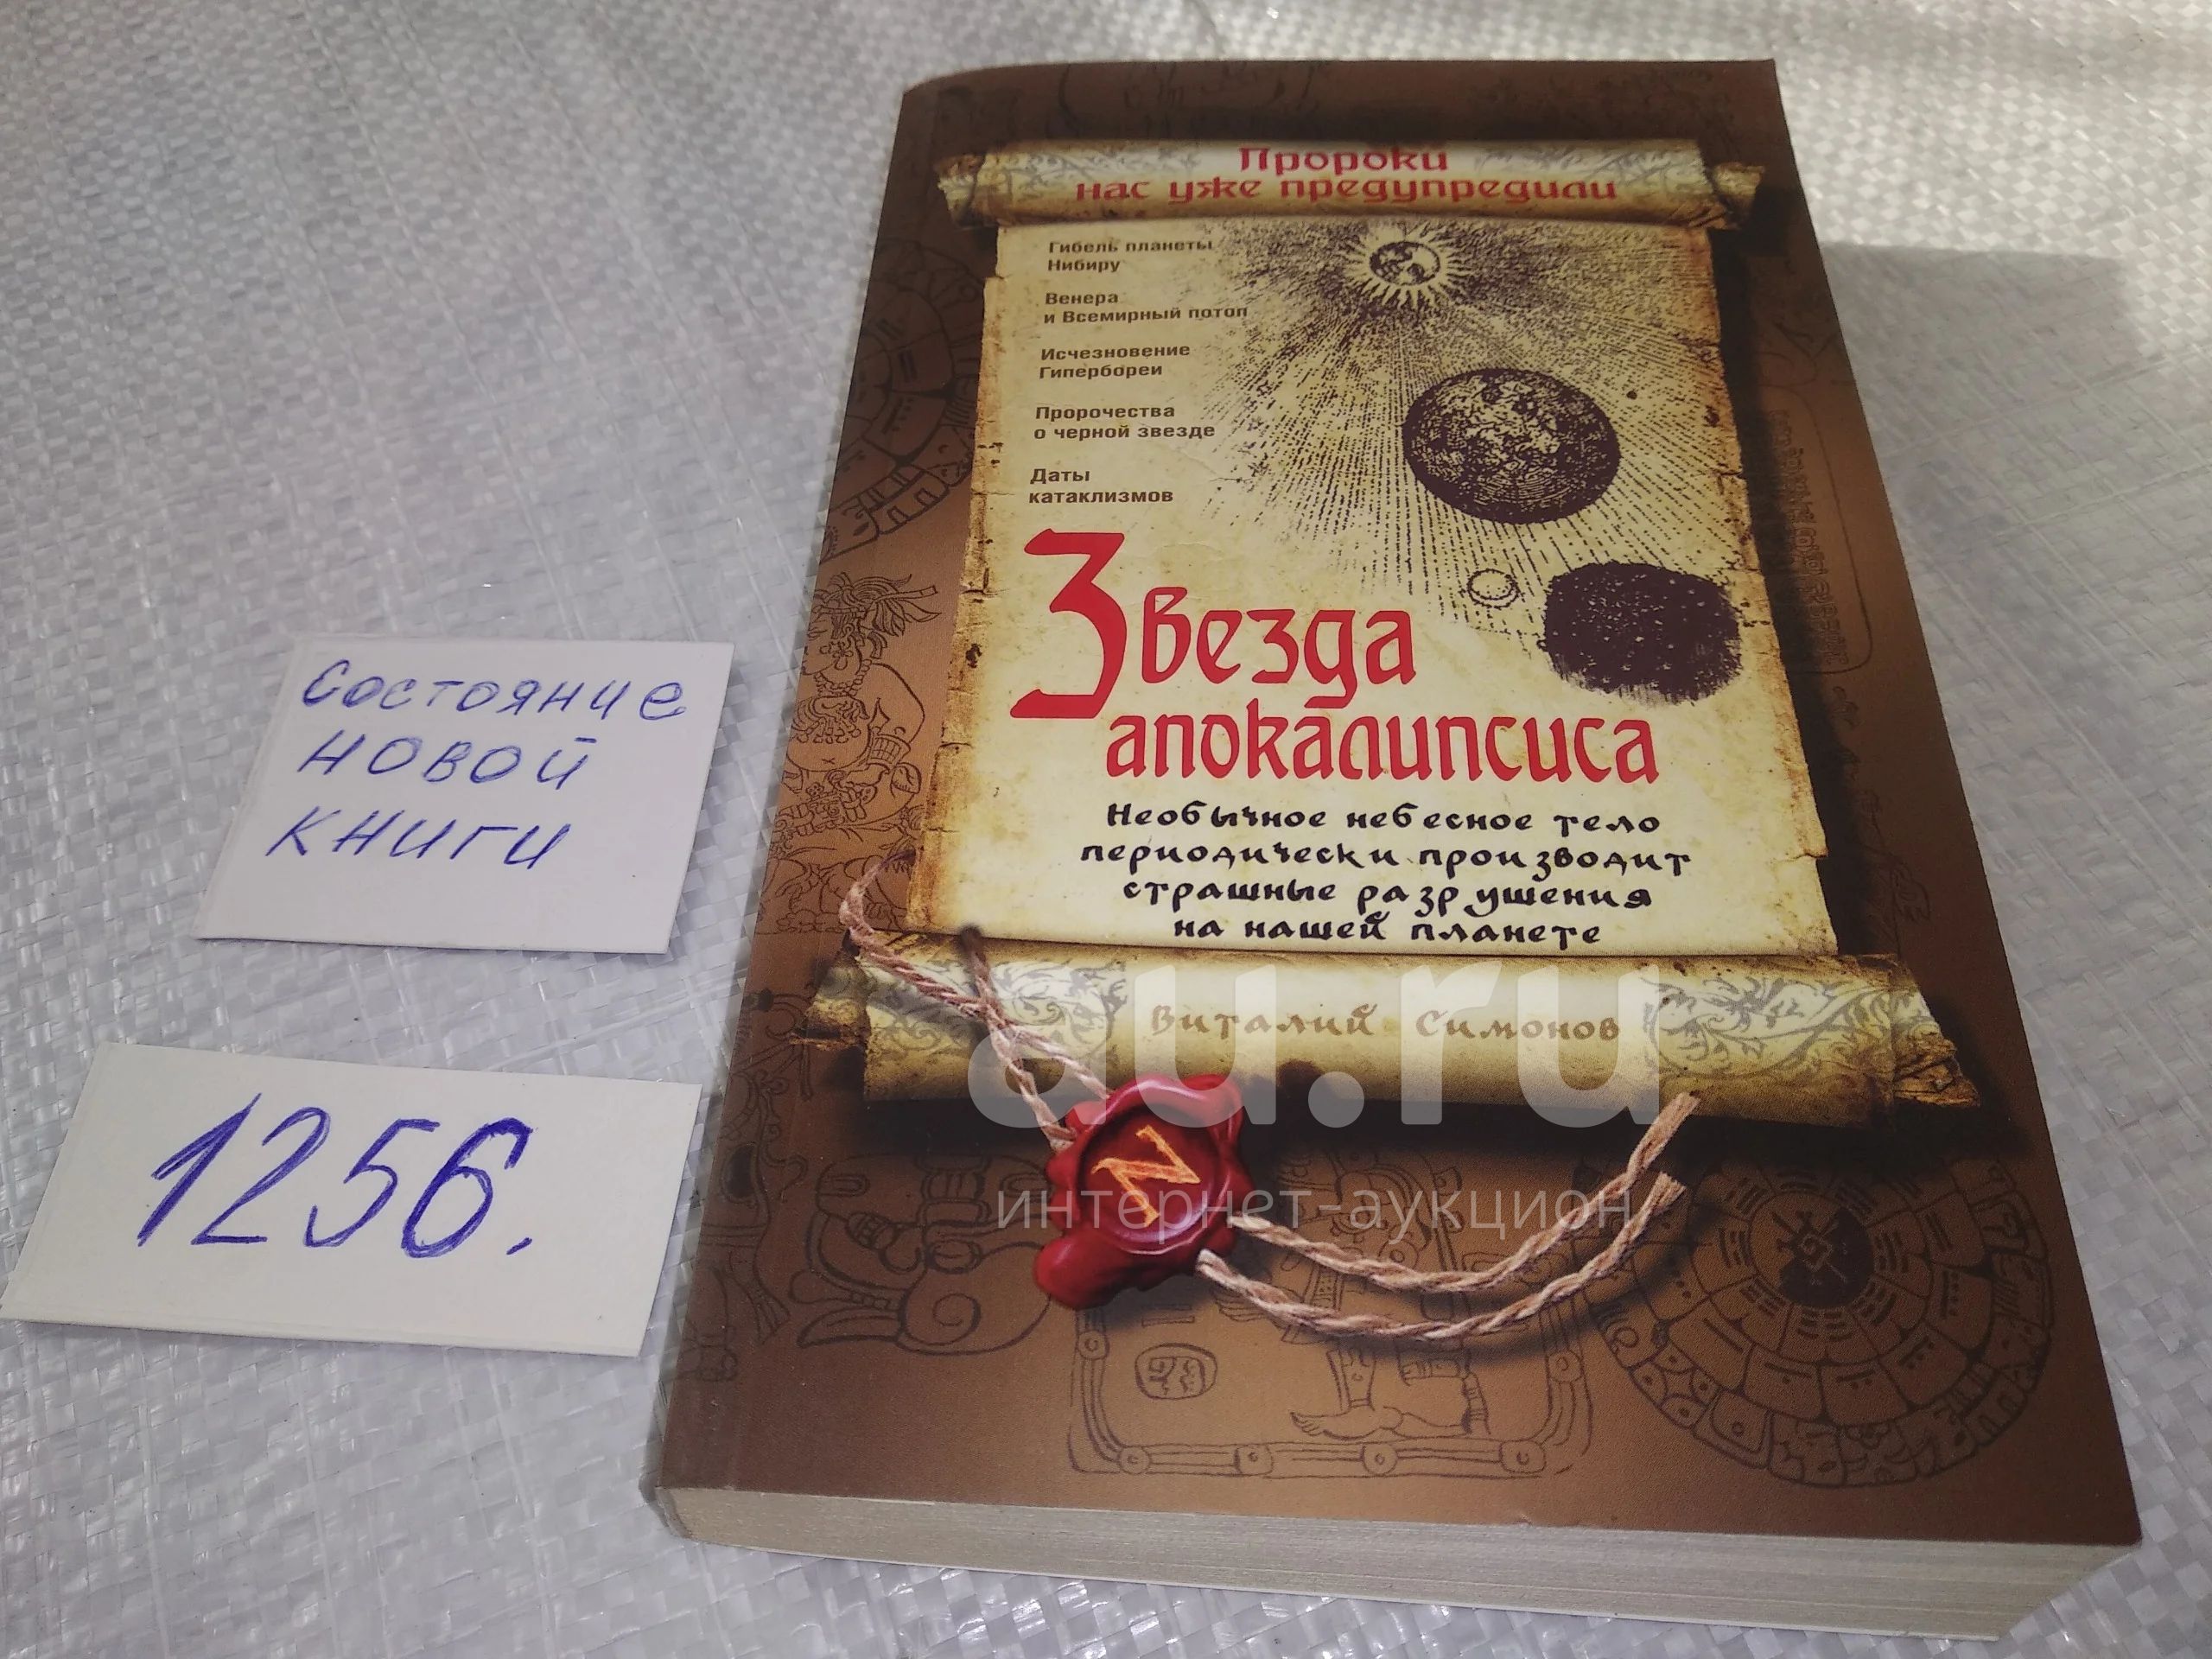 Пророки
нас уже предупредили
Гибель планеты
Нибиру
Венера
и Всемирный потоп
Исчезновение
Гипербореи
Пророчества
о черной звезде
Даты
катаклизмов
Звезда
апокалипсиса
Необычное небесное тело
периодически производит
страшные разрушения
на нашей планете
Виталий Симонов
N
Состояние
новой
книги
1256.
au.ru
интернет-аукцион